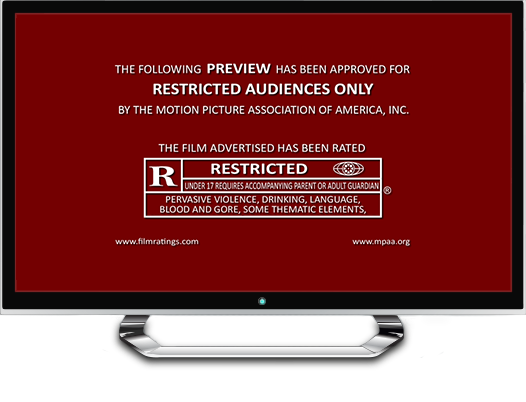 THE FOLLOWING PREVIEW HAS BEEN APPROVED FOR
RESTRICTED AUDIENCES ONLY
BY THE MOTION PICTURE ASSOCIATION OF AMERICA, INC.
THE FILM ADVERTISED HAS BEEN RATED
R RESTRICTED ®
UNDER 17 REQUIRES ACCOMPANYING PARENT OR ADULT GUARDIAN
PERVASIVE VIOLENCE, DRINKING, LANGUAGE,
BLOOD AND GORE, SOME THEMATIC ELEMENTS,
www.filmratings.com www.mpaa.org